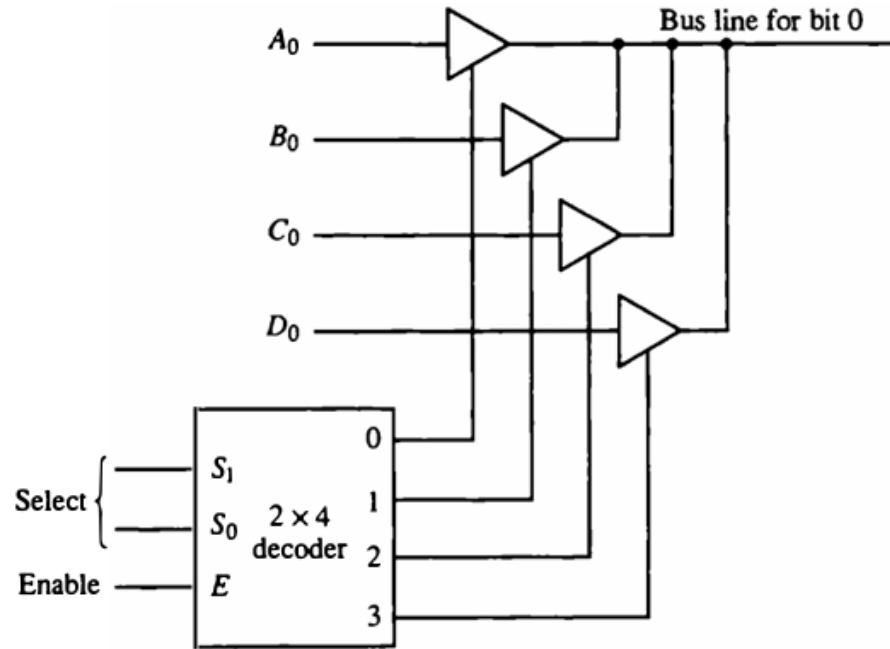 Bus line for bit 0
A₀
B₀
C₀
D₀
0
S₁
1
Select
S₀
2 × 4
decoder
2
Enable
E
3